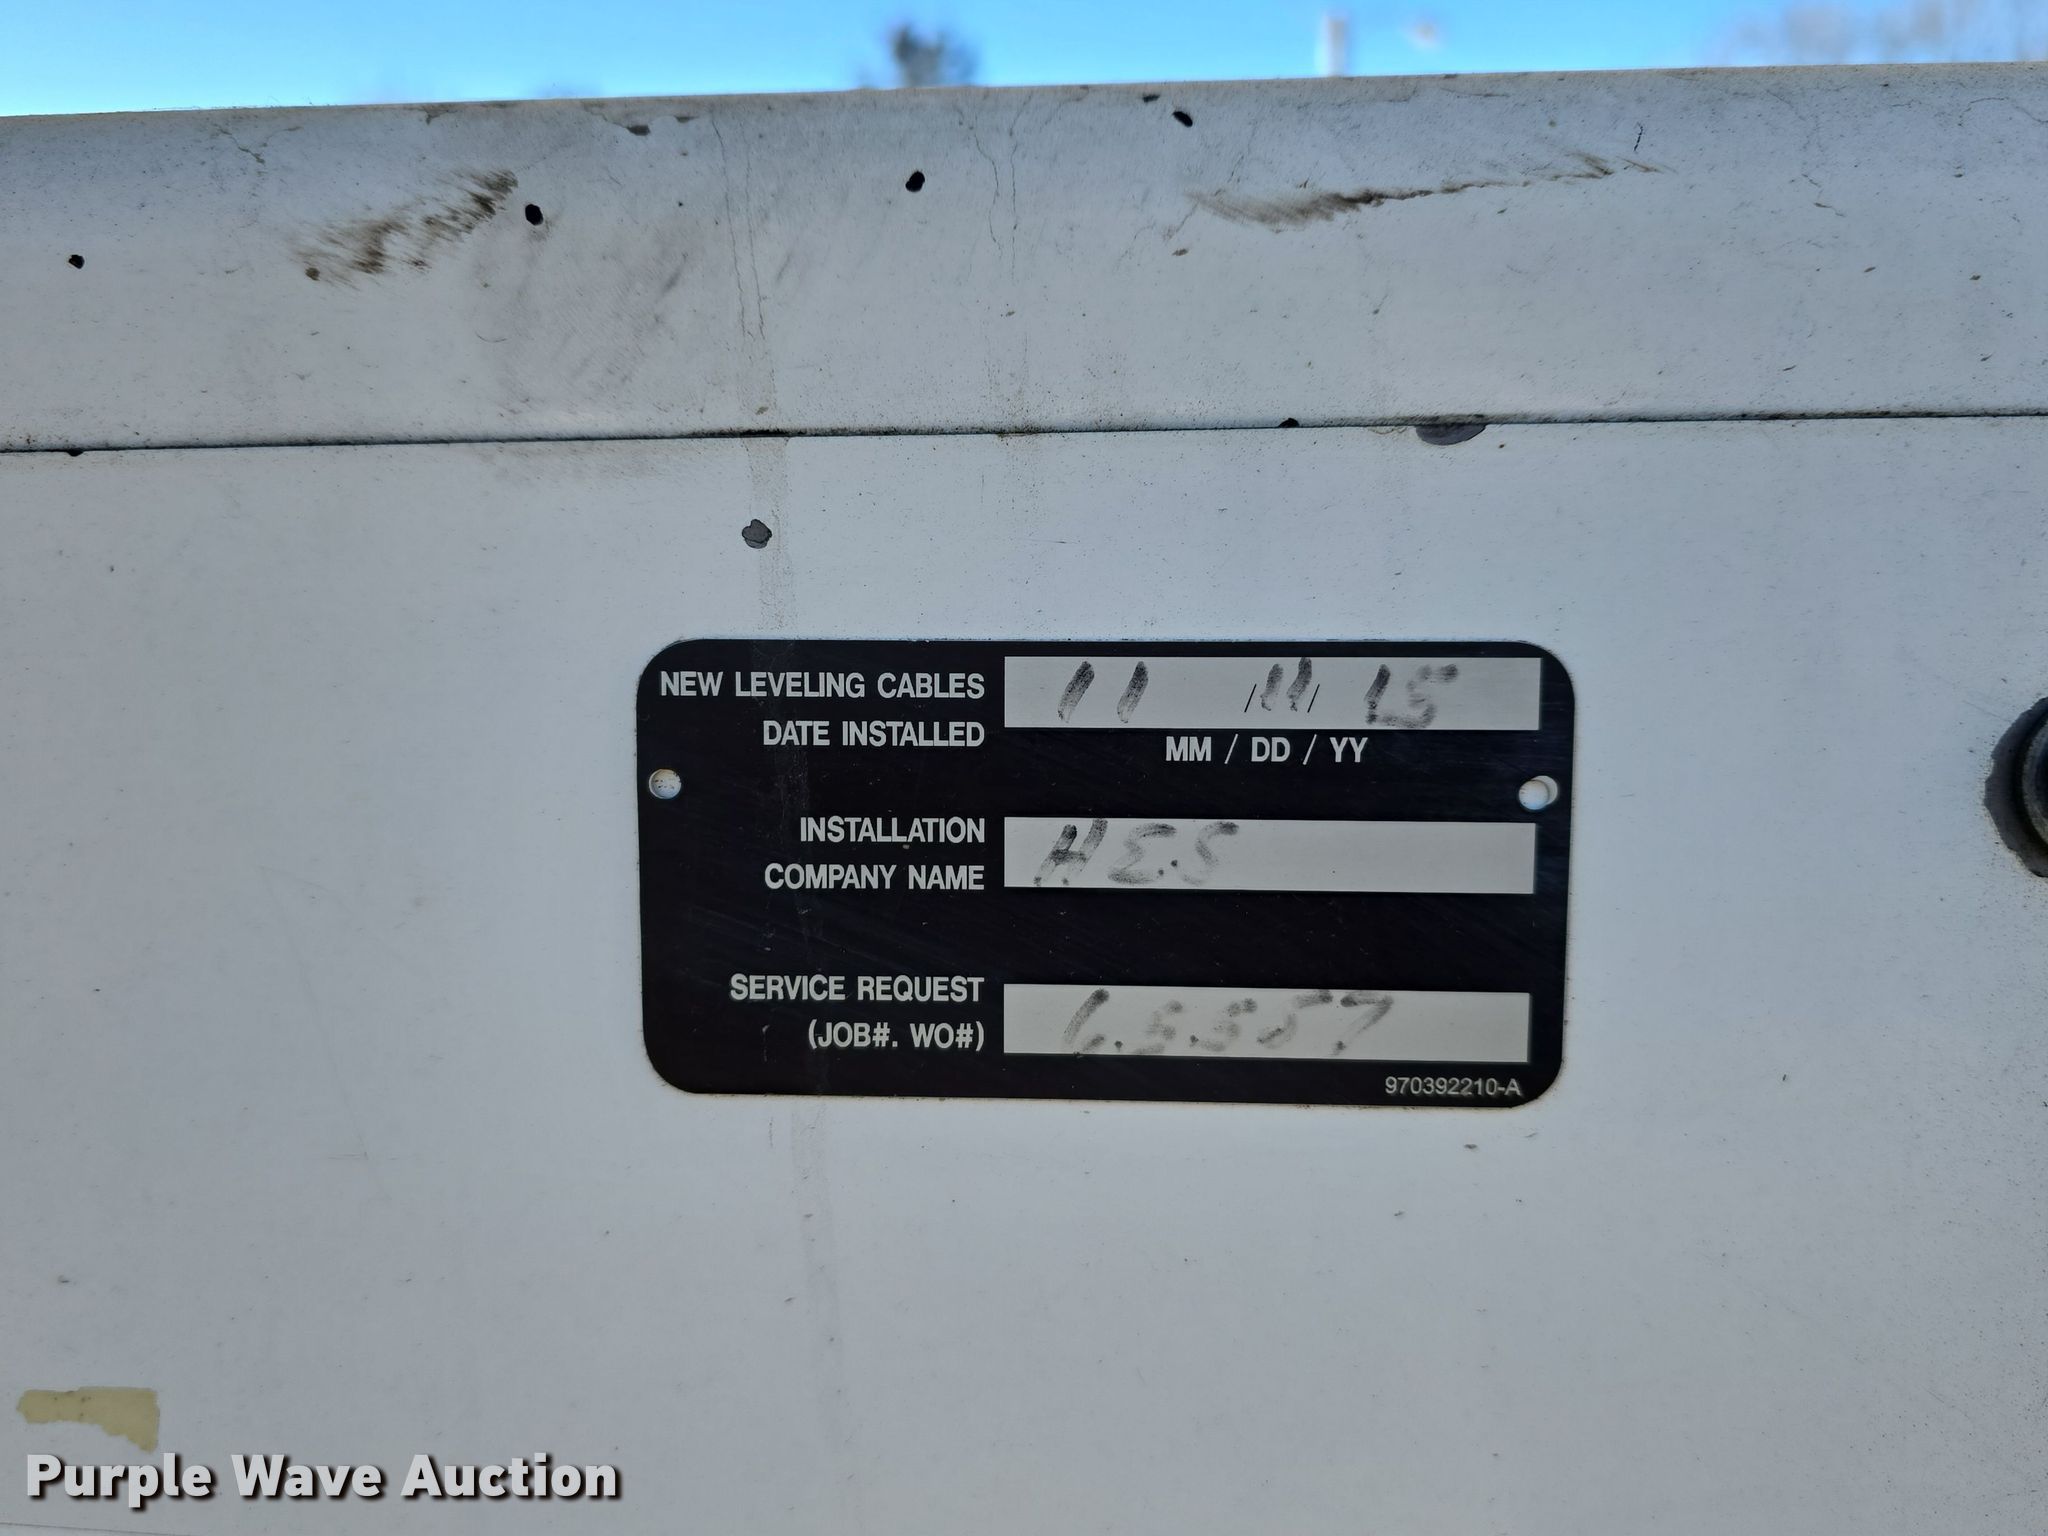 NEW LEVELING CABLES 11 / 11 / 15
DATE INSTALLED MM / DD / YY
INSTALLATION
COMPANY NAME H.E.S
SERVICE REQUEST
(JOB#. WO#) 65557
970392210-A
Purple Wave Auction